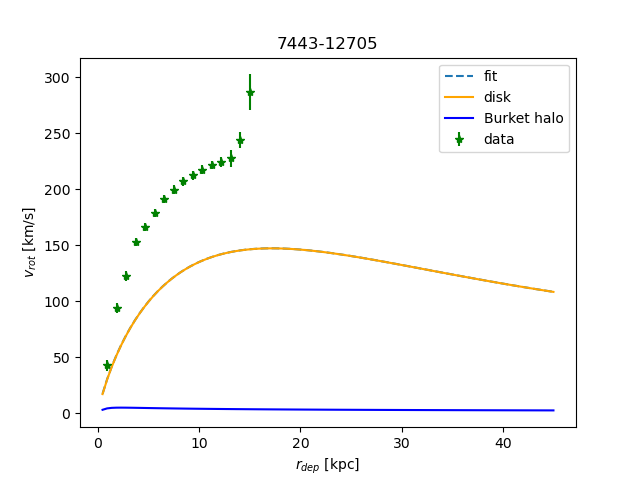 7443-12705
300
250
200
150
100
50
0
v_rot [km/s]
fit
disk
Burket halo
data
0 10 20 30 40
r_dep [kpc]